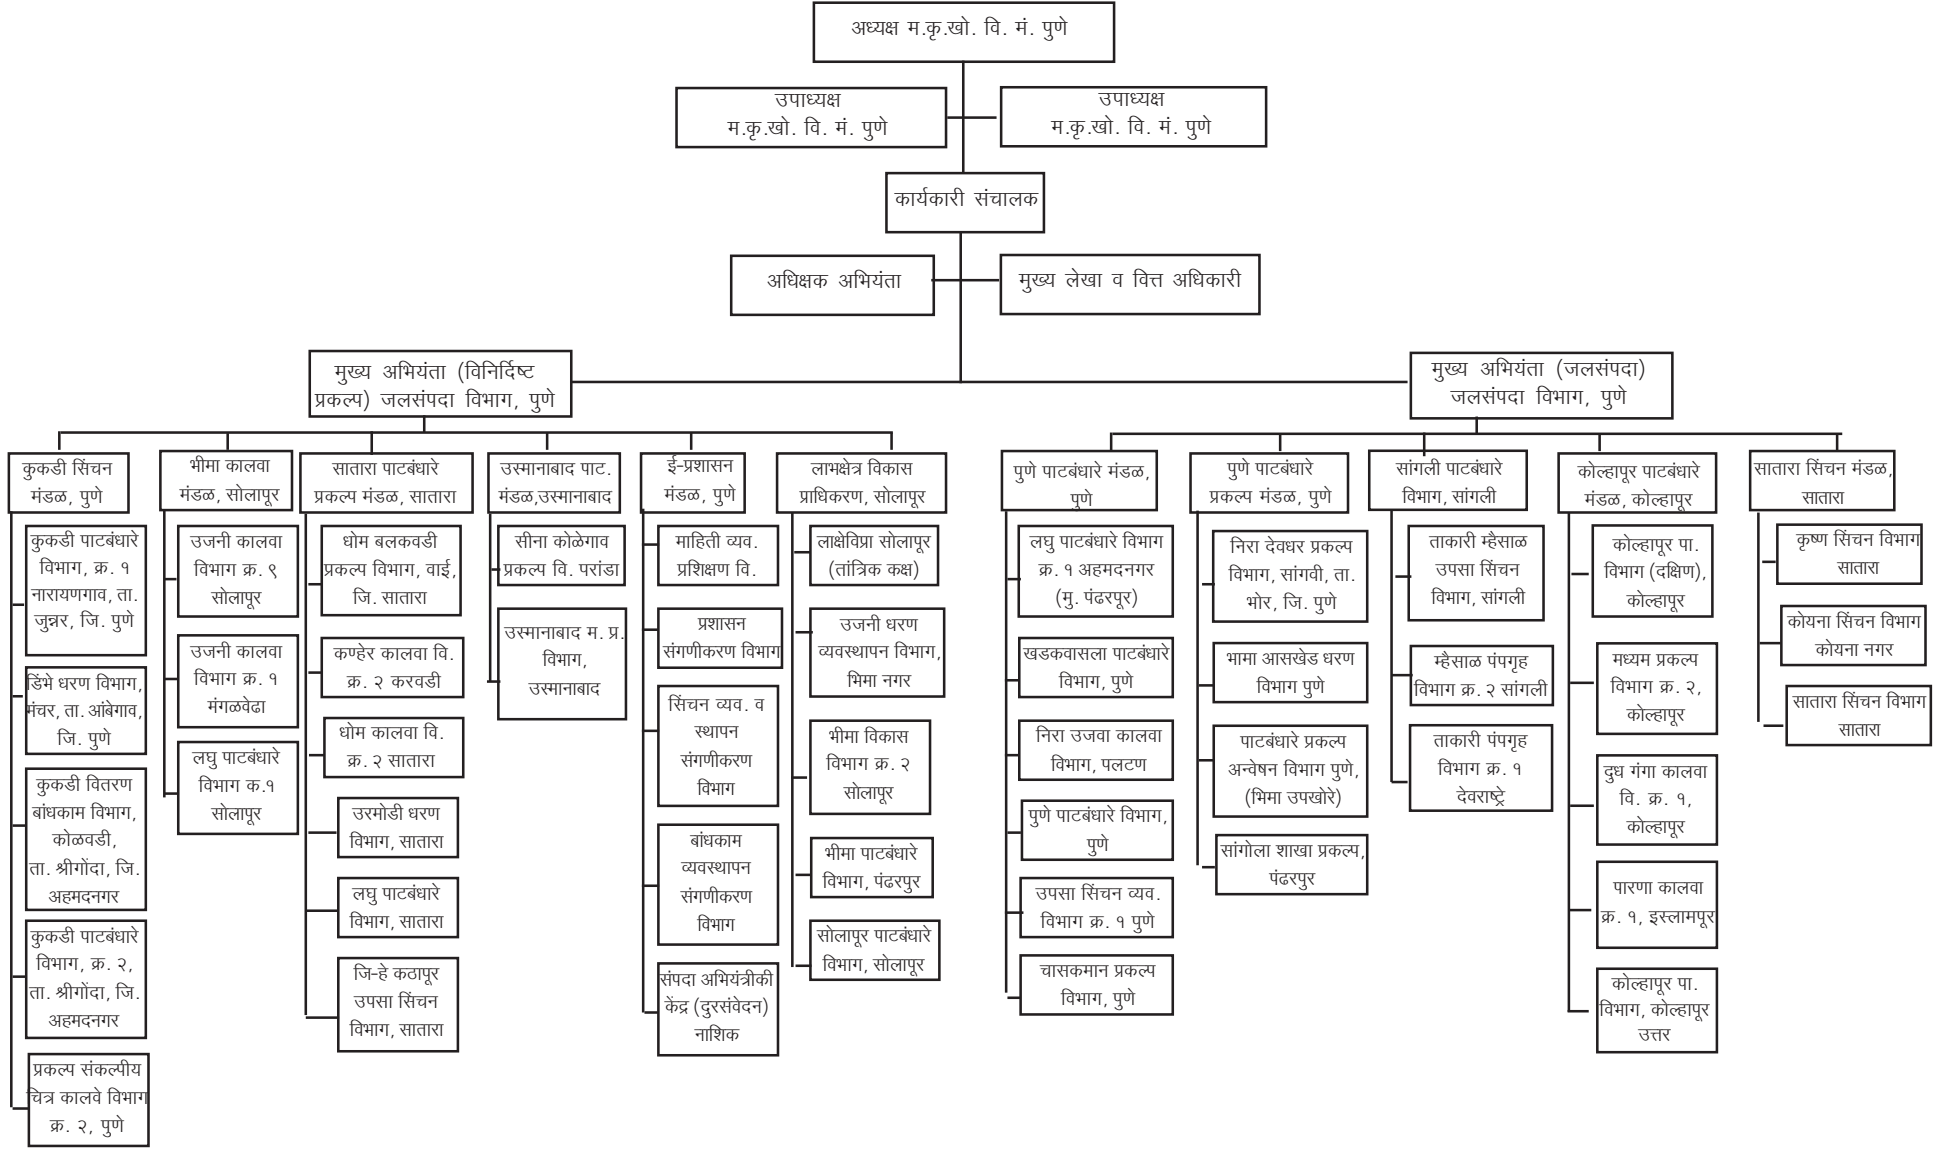 अध्यक्ष म.कृ.खो. वि. मं. पुणे
उपाध्यक्ष
म.कृ.खो. वि. मं. पुणे
उपाध्यक्ष
म.कृ.खो. वि. मं. पुणे
कार्यकारी संचालक
अधिक्षक अभियंता
मुख्य लेखा व वित्त अधिकारी
मुख्य अभियंता (विनिर्दिष्ट
प्रकल्प) जलसंपदा विभाग, पुणे
मुख्य अभियंता (जलसंपदा)
जलसंपदा विभाग, पुणे
कुकडी सिंचन
मंडळ, पुणे
कुकडी पाटबंधारे
विभाग, क्र. १
नारायणगाव, ता.
जुन्नर, जि. पुणे
डिंभे धरण विभाग,
मंचर, ता. आंबेगाव,
जि. पुणे
कुकडी वितरण
बांधकाम विभाग,
कोळवडी,
ता. श्रीगोंदा, जि.
अहमदनगर
कुकडी पाटबंधारे
विभाग, क्र. २,
ता. श्रीगोंदा, जि.
अहमदनगर
प्रकल्प संकल्पीय
चित्र कालवे विभाग
क्र. २, पुणे
भीमा कालवा
मंडळ, सोलापूर
उजनी कालवा
विभाग क्र. ९
सोलापूर
उजनी कालवा
विभाग क्र. १
मंगळवेढा
लघु पाटबंधारे
विभाग क.१
सोलापूर
सातारा पाटबंधारे
प्रकल्प मंडळ, सातारा
धोम बलकवडी
प्रकल्प विभाग, वाई,
जि. सातारा
कण्हेर कालवा वि.
क्र. २ करवडी
धोम कालवा वि.
क्र. २ सातारा
उरमोडी धरण
विभाग, सातारा
लघु पाटबंधारे
विभाग, सातारा
जि-हे कठापूर
उपसा सिंचन
विभाग, सातारा
उस्मानाबाद पाट.
मंडळ,उस्मानाबाद
सीना कोळेगाव
प्रकल्प वि. परांडा
उस्मानाबाद म. प्र.
विभाग,
उस्मानाबाद
ई-प्रशासन
मंडळ, पुणे
माहिती व्यव.
प्रशिक्षण वि.
प्रशासन
संगणीकरण विभाग
सिंचन व्यव. व
स्थापन
संगणीकरण
विभाग
बांधकाम
व्यवस्थापन
संगणीकरण
विभाग
संपदा अभियंत्रीकी
केंद्र (दुरसंवेदन)
नाशिक
लाभक्षेत्र विकास
प्राधिकरण, सोलापूर
लाक्षेविप्रा सोलापूर
(तांत्रिक कक्ष)
उजनी धरण
व्यवस्थापन विभाग,
भिमा नगर
भीमा विकास
विभाग क्र. २
सोलापूर
भीमा पाटबंधारे
विभाग, पंढरपुर
सोलापूर पाटबंधारे
विभाग, सोलापूर
पुणे पाटबंधारे मंडळ,
पुणे
लघु पाटबंधारे विभाग
क्र. १ अहमदनगर
(मु. पंढरपूर)
खडकवासला पाटबंधारे
विभाग, पुणे
निरा उजवा कालवा
विभाग, पलटण
पुणे पाटबंधारे विभाग,
पुणे
उपसा सिंचन व्यव.
विभाग क्र. १ पुणे
चासकमान प्रकल्प
विभाग, पुणे
पुणे पाटबंधारे
प्रकल्प मंडळ, पुणे
निरा देवधर प्रकल्प
विभाग, सांगवी, ता.
भोर, जि. पुणे
भामा आसखेड धरण
विभाग पुणे
पाटबंधारे प्रकल्प
अन्वेषन विभाग पुणे,
(भिमा उपखोरे)
सांगोला शाखा प्रकल्प,
पंढरपुर
सांगली पाटबंधारे
विभाग, सांगली
ताकारी म्हैसाळ
उपसा सिंचन
विभाग, सांगली
म्हैसाळ पंपगृह
विभाग क्र. २ सांगली
ताकारी पंपगृह
विभाग क्र. १
देवराष्ट्रे
कोल्हापूर पाटबंधारे
मंडळ, कोल्हापूर
कोल्हापूर पा.
विभाग (दक्षिण),
कोल्हापूर
मध्यम प्रकल्प
विभाग क्र. २,
कोल्हापूर
दुध गंगा कालवा
वि. क्र. १,
कोल्हापूर
पारणा कालवा
क्र. १, इस्लामपूर
कोल्हापूर पा.
विभाग, कोल्हापूर
उत्तर
सातारा सिंचन मंडळ,
सातारा
कृष्ण सिंचन विभाग
सातारा
कोयना सिंचन विभाग
कोयना नगर
सातारा सिंचन विभाग
सातारा